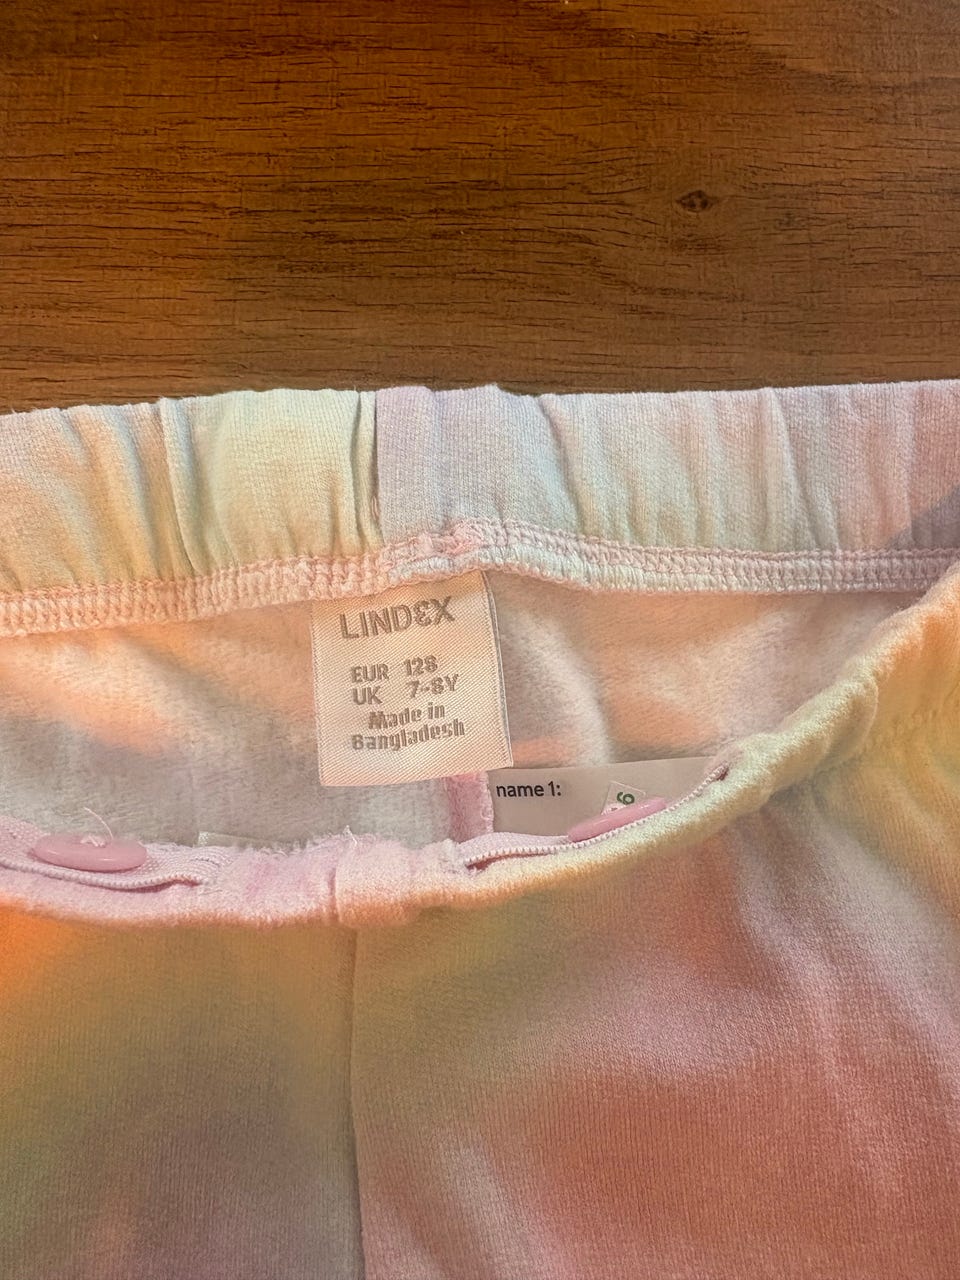 LINDEX
EUR 128
UK 7-8Y
Made in
Bangladesh
name 1: